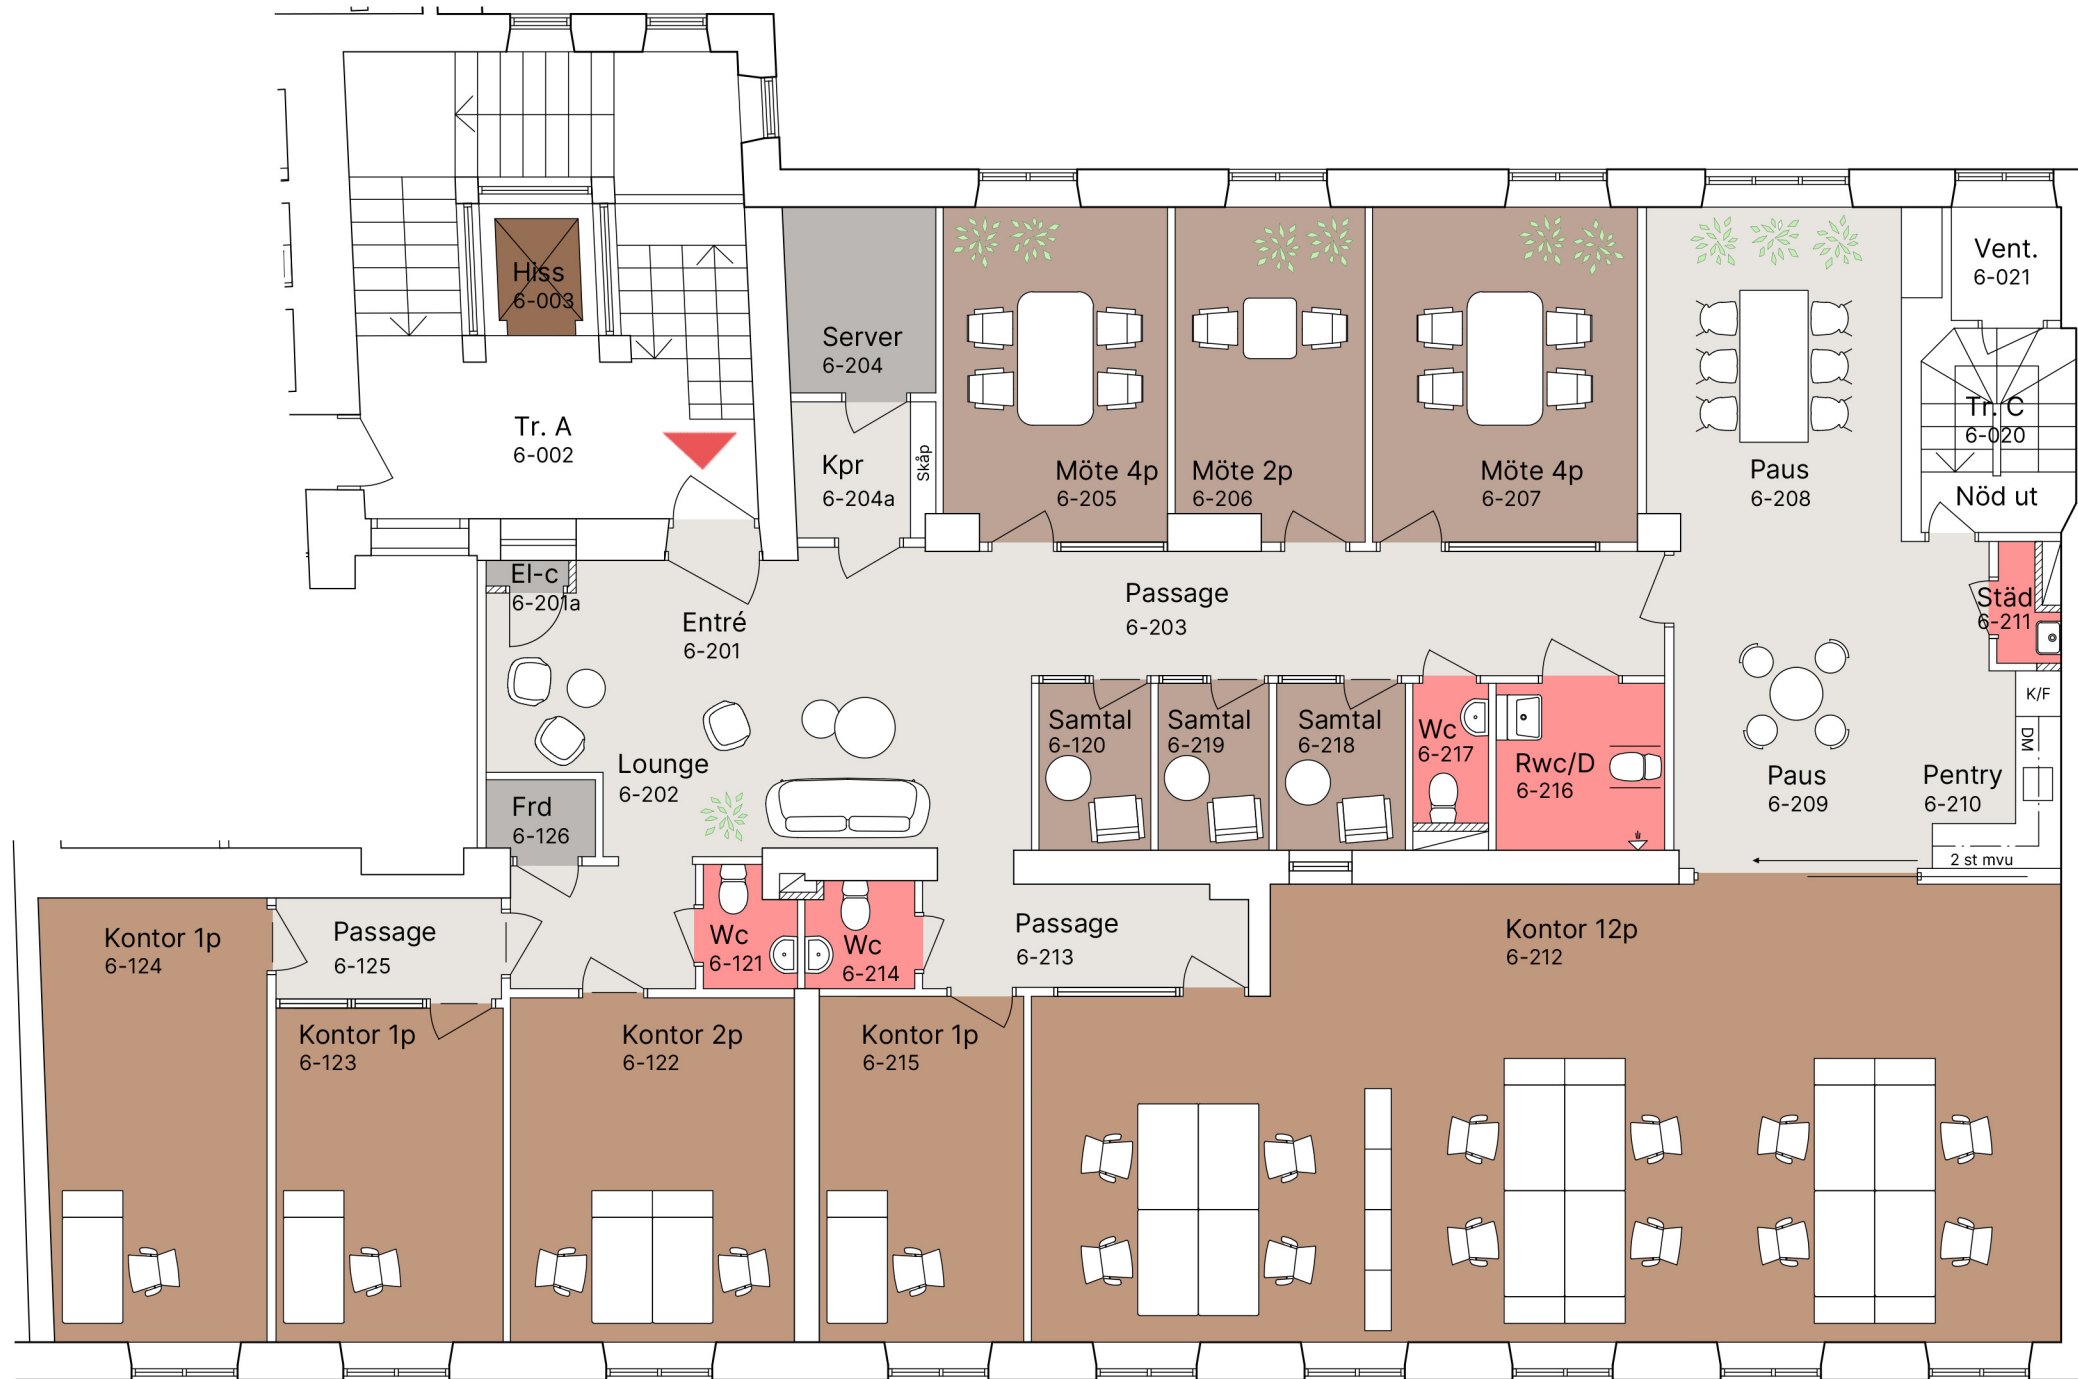 Hiss
6-003
Tr. A
6-002
Server
6-204
Kpr
6-204a
Skåp
Möte 4p
6-205
Möte 2p
6-206
Möte 4p
6-207
Paus
6-208
Vent.
6-021
Tr. C
6-020
Nöd ut
El-c
6-201a
Entré
6-201
Passage
6-203
Städ
6-211
K/F
DM
Samtal
6-120
Samtal
6-219
Samtal
6-218
Wc
6-217
Rwc/D
6-216
Paus
6-209
Pentry
6-210
2 st mvu
Lounge
6-202
Frd
6-126
Kontor 1p
6-124
Passage
6-125
Wc
6-121
Wc
6-214
Passage
6-213
Kontor 12p
6-212
Kontor 1p
6-123
Kontor 2p
6-122
Kontor 1p
6-215